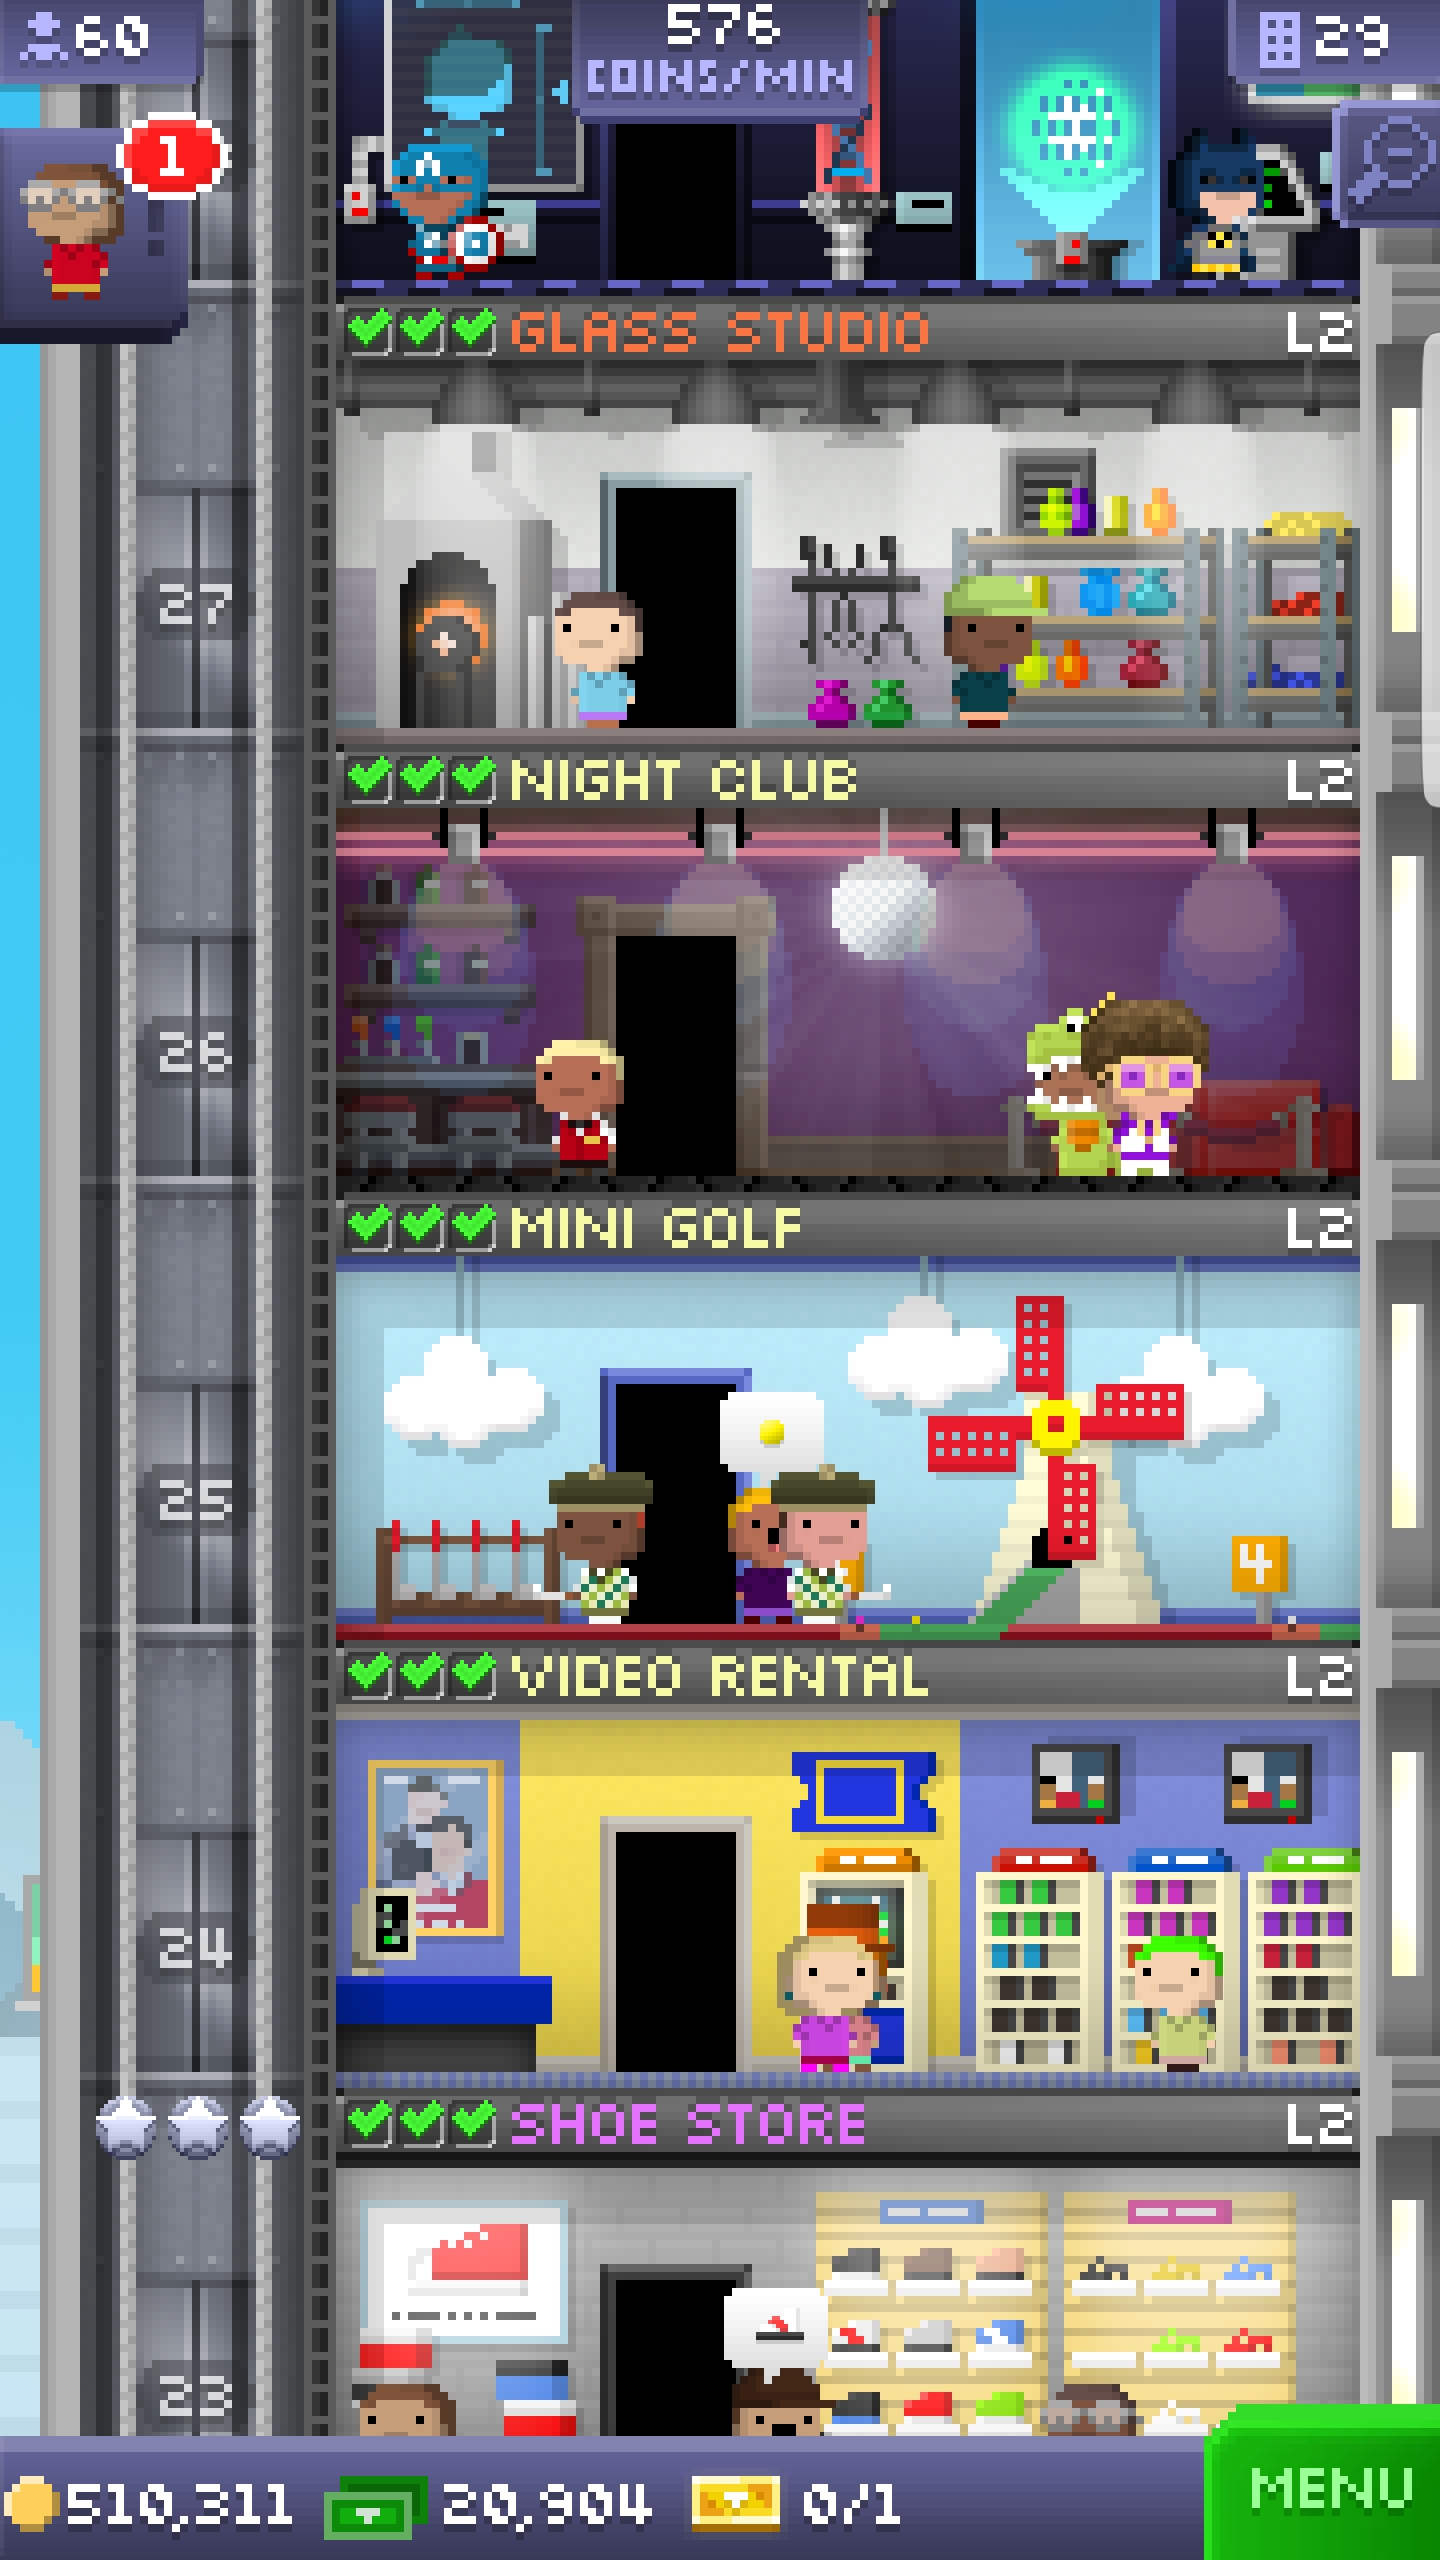 60
576
COINS/MIN
29
1
GLASS STUDIO L2
27
NIGHT CLUB L2
26
MINI GOLF L2
25
4
VIDEO RENTAL L2
24
SHOE STORE L2
23
510,311 20,904 0/1
MENU